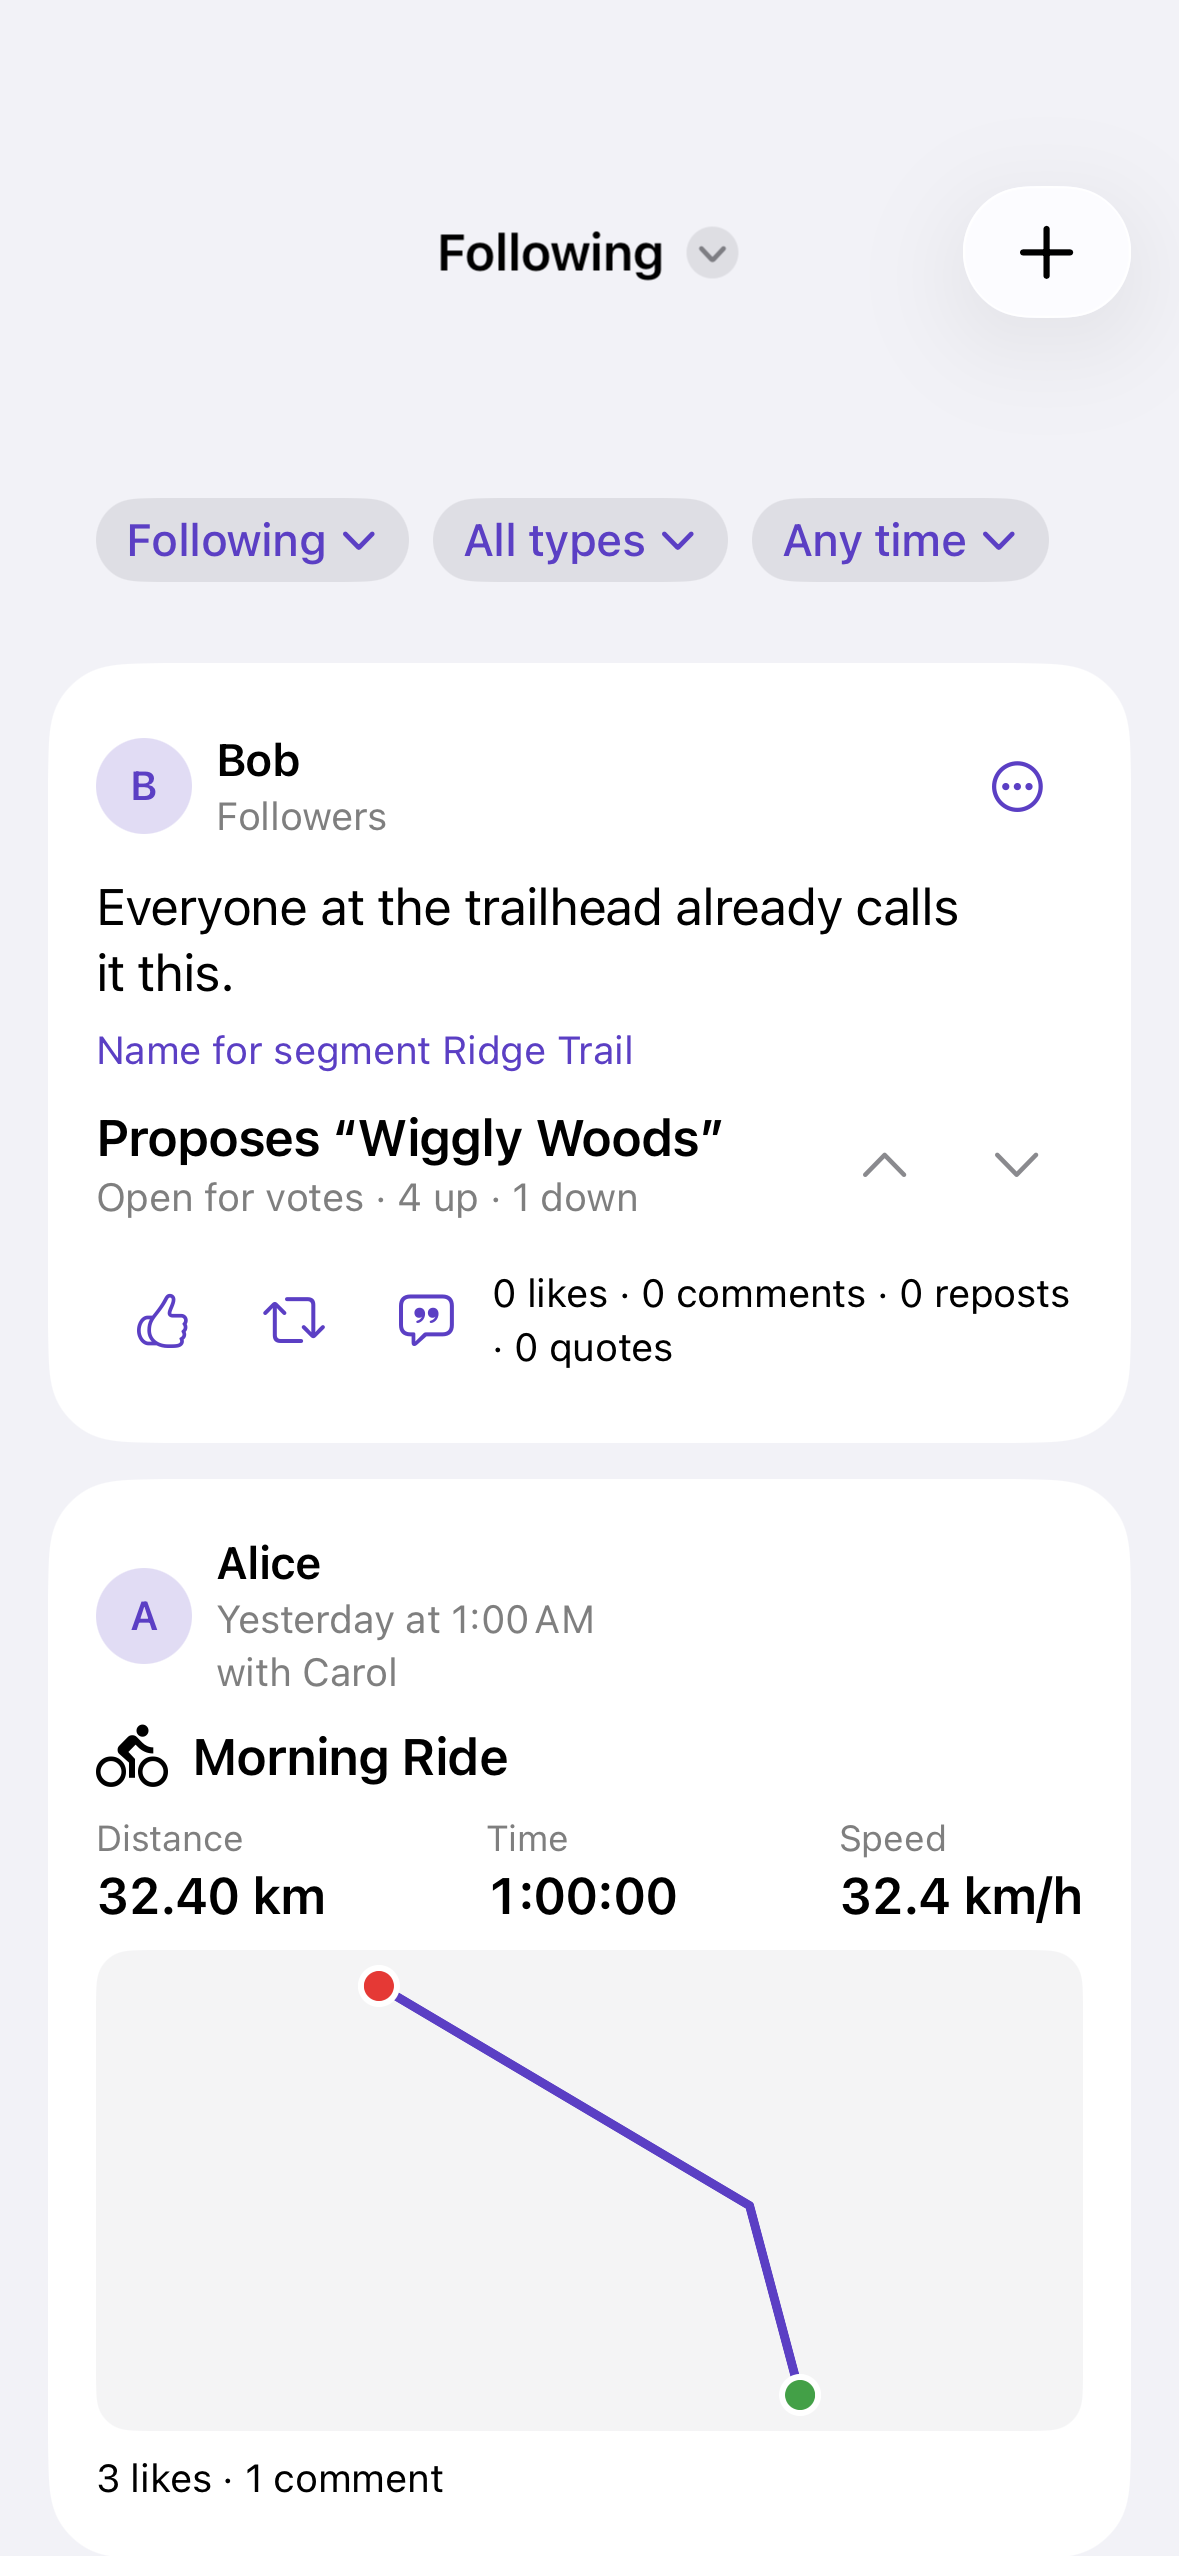 Following
Following
All types
Any time
B
Bob
Followers
Everyone at the trailhead already calls
it this.
Name for segment Ridge Trail
Proposes “Wiggly Woods”
Open for votes · 4 up · 1 down
0 likes · 0 comments · 0 reposts
· 0 quotes
A
Alice
Yesterday at 1:00 AM
with Carol
Morning Ride
Distance
Time
Speed
32.40 km
1:00:00
32.4 km/h
3 likes · 1 comment